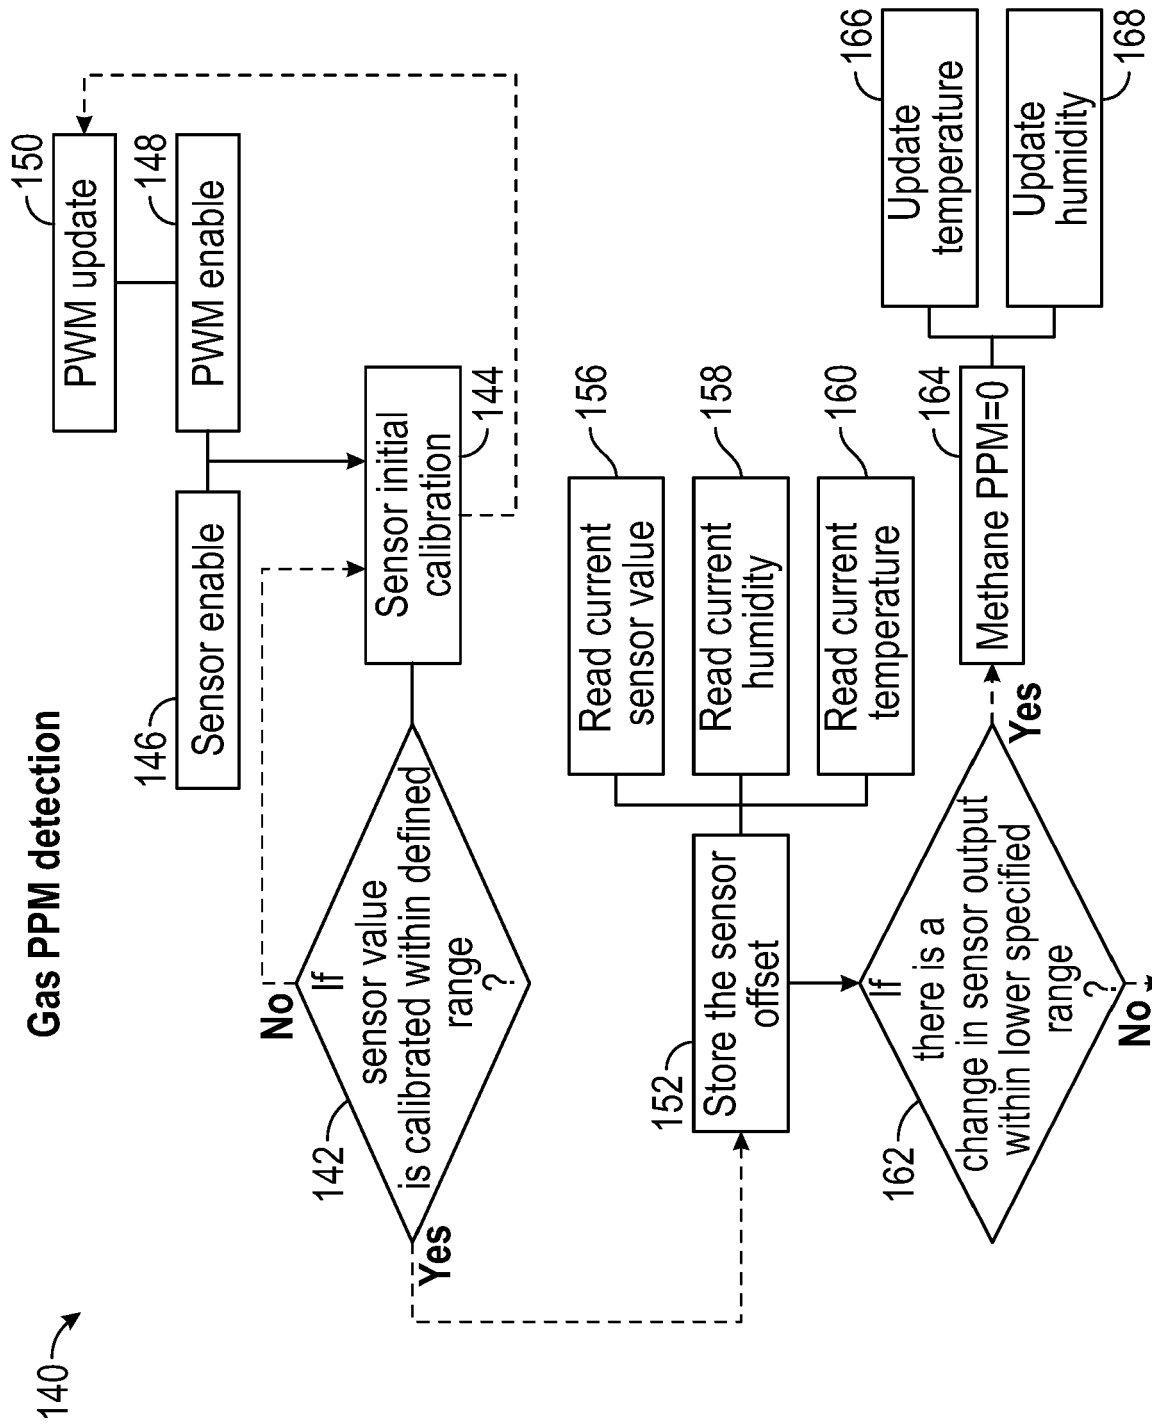 140
Gas PPM detection
146
Sensor enable
150
PWM update
148
PWM enable
No
142
If
sensor value
is calibrated within defined
range
?
Yes
Sensor initial
calibration
144
152
Store the sensor
offset
Read current
sensor value
156
Read current
humidity
158
Read current
temperature
160
162
If
there is a
change in sensor output
within lower specified
range
?
No
Yes
164
Methane PPM=0
166
Update
temperature
Update
humidity
168